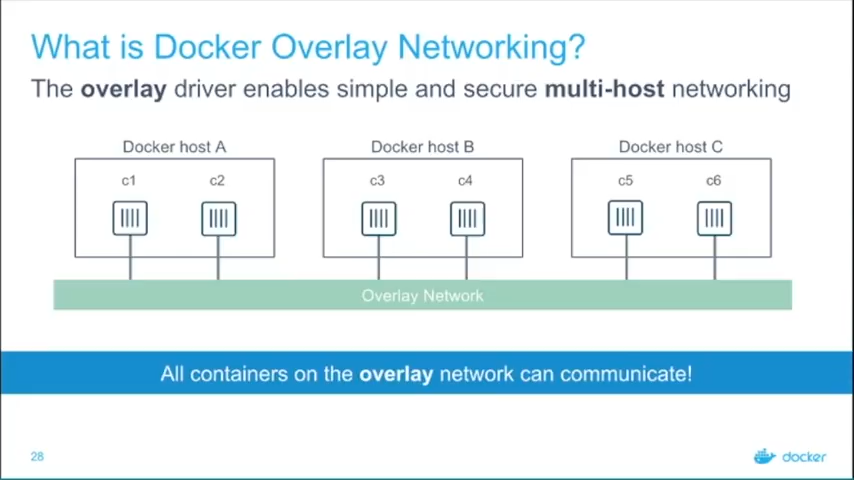 What is Docker Overlay Networking?
The overlay driver enables simple and secure multi-host networking
Docker host A
Docker host B
Docker host C
c1
c2
c3
c4
c5
c6
Overlay Network
All containers on the overlay network can communicate!
28
docker